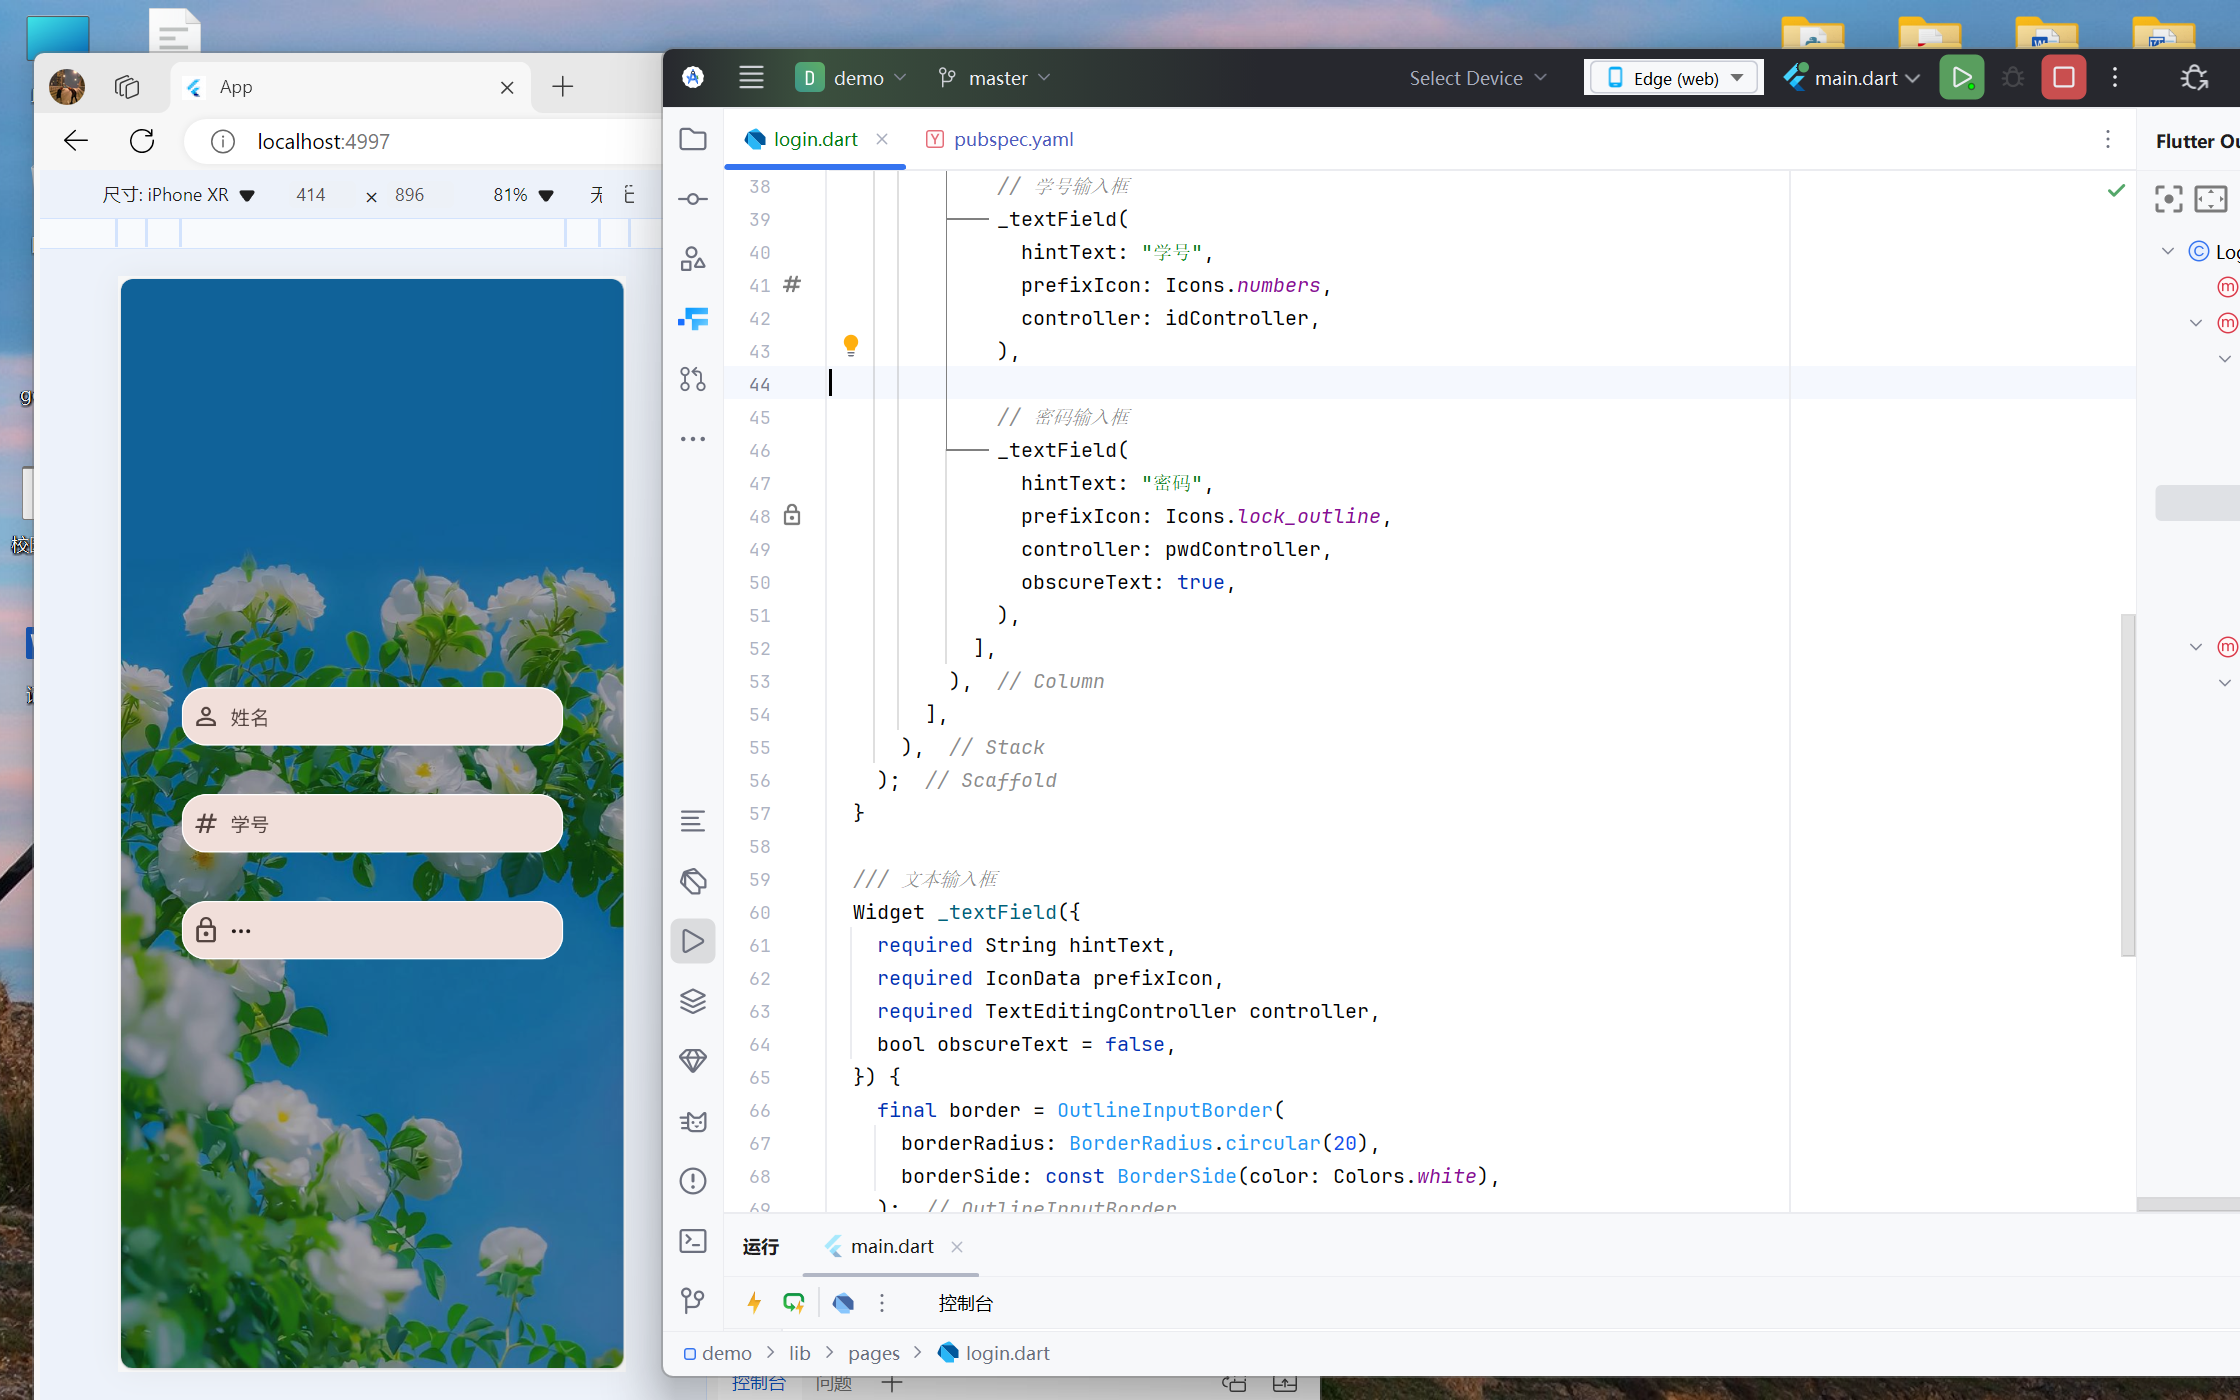 App
localhost:4997
尺寸: iPhone XR
414
×
896
81%
姓名
# 学号
•••
D demo
master
Select Device
Edge (web)
main.dart
login.dart
pubspec.yaml
38 // 学号输入框
39 _textField(
40 hintText: "学号",
41 prefixIcon: Icons.numbers,
42 controller: idController,
43 ),
44
45 // 密码输入框
46 _textField(
47 hintText: "密码",
48 prefixIcon: Icons.lock_outline,
49 controller: pwdController,
50 obscureText: true,
51 ),
52 ],
53 ), // Column
54 ],
55 ), // Stack
56 ); // Scaffold
57 }
58
59 /// 文本输入框
60 Widget _textField({
61 required String hintText,
62 required IconData prefixIcon,
63 required TextEditingController controller,
64 bool obscureText = false,
65 }) {
66 final border = OutlineInputBorder(
67 borderRadius: BorderRadius.circular(20),
68 borderSide: const BorderSide(color: Colors.white),
69 ); // OutlineInputBorder
Flutter
运行
main.dart
控制台
demo > lib > pages > login.dart
控制台
问题